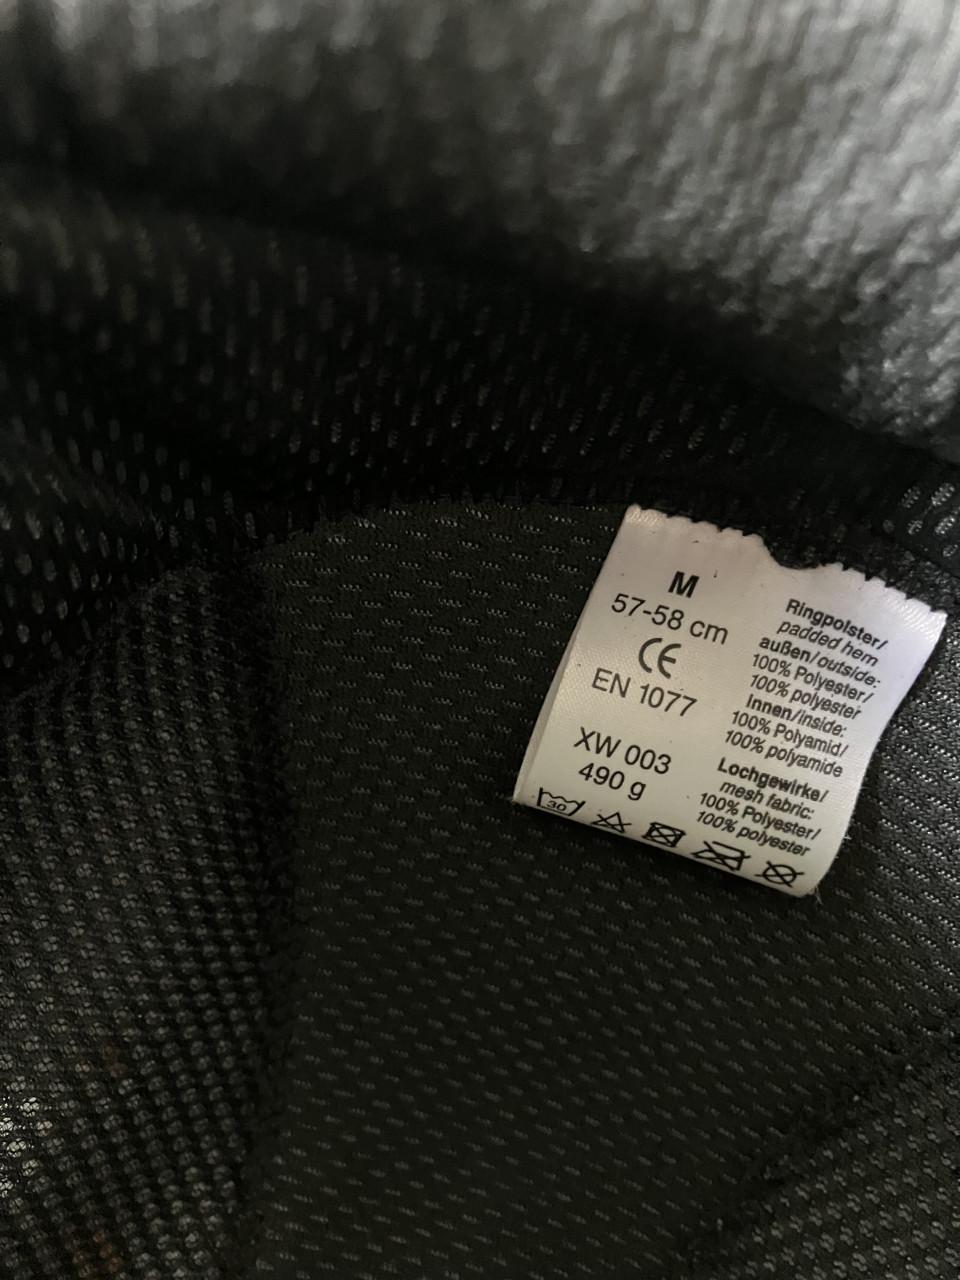 M
57-58 cm
CE
EN 1077
XW 003
490 g
30
Ringpolster/
padded hem
außen/outside:
100% Polyester/
100% polyester
Innen/inside:
100% Polyamid/
100% polyamide
Lochgewirke/
mesh fabric:
100% Polyester/
100% polyester